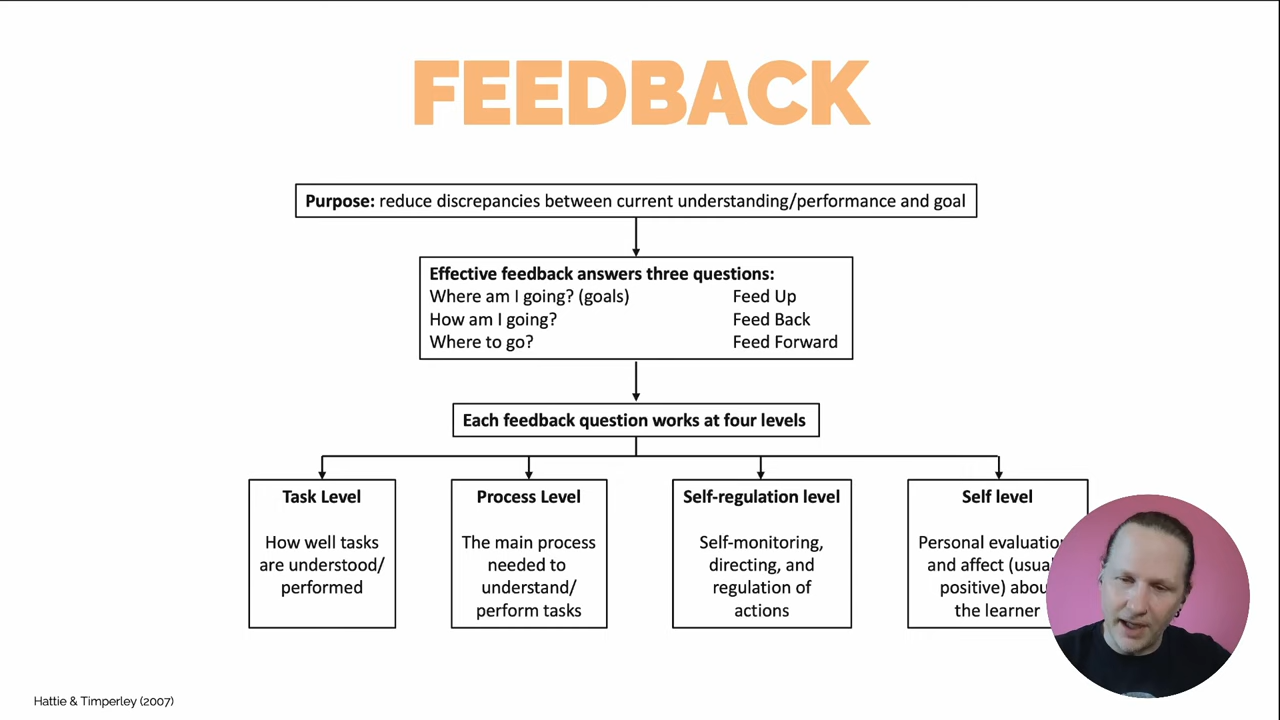 FEEDBACK
Purpose: reduce discrepancies between current understanding/performance and goal
Effective feedback answers three questions:
Where am I going? (goals) Feed Up
How am I going? Feed Back
Where to go? Feed Forward
Each feedback question works at four levels
Task Level
How well tasks
are understood/
performed
Process Level
The main process
needed to
understand/
perform tasks
Self-regulation level
Self-monitoring,
directing, and
regulation of
actions
Self level
Personal
and affect
positive)
the learner
Hattie & Timperley (2007)